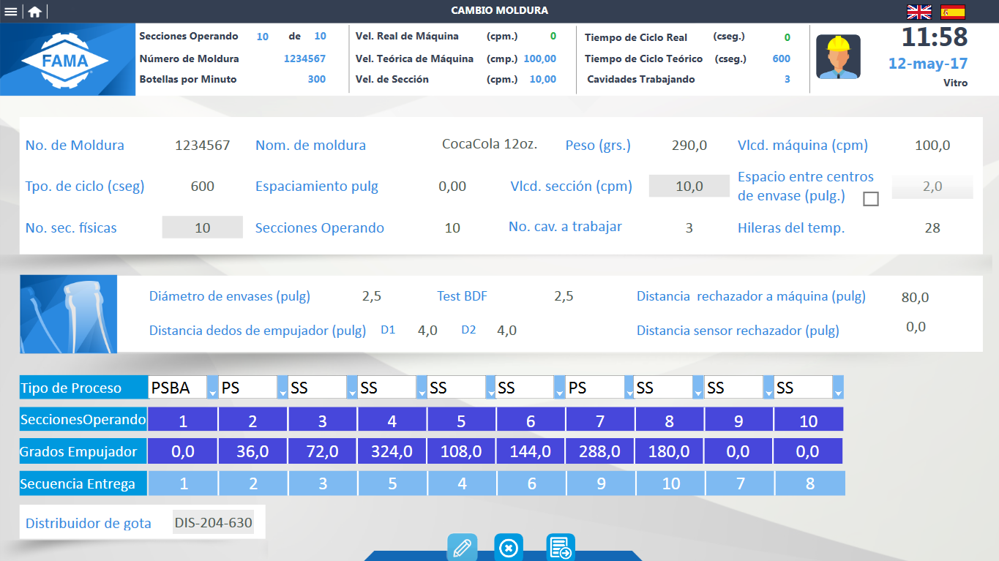 CAMBIO MOLDURA
FAMA
Secciones Operando 10 de 10
Número de Moldura 1234567
Botellas por Minuto 300
Vel. Real de Máquina (cpm.) 0
Vel. Teórica de Máquina (cmp.) 100,00
Vel. de Sección (cpm.) 10,00
Tiempo de Ciclo Real (cseg.) 0
Tiempo de Ciclo Teórico (cseg.) 600
Cavidades Trabajando 3
11:58
12-may-17
Vitro
No. de Moldura 1234567 Nom. de moldura CocaCola 12oz. Peso (grs.) 290,0 Vlcd. máquina (cpm) 100,0
Tpo. de ciclo (cseg) 600 Espaciamiento pulg 0,00 Vlcd. sección (cpm) 10,0 Espacio entre centros
de envase (pulg.) 2,0
No. sec. físicas 10 Secciones Operando 10 No. cav. a trabajar 3 Hileras del temp. 28
Diámetro de envases (pulg) 2,5 Test BDF 2,5 Distancia rechazador a máquina (pulg) 80,0
Distancia dedos de empujador (pulg) D1 4,0 D2 4,0 Distancia sensor rechazador (pulg) 0,0
Tipo de Proceso PSBA PS SS SS SS SS PS SS SS SS
SeccionesOperando 1 2 3 4 5 6 7 8 9 10
Grados Empujador 0,0 36,0 72,0 324,0 108,0 144,0 288,0 180,0 0,0 0,0
Secuencia Entrega 1 2 3 5 4 6 9 10 7 8
Distribuidor de gota DIS-204-630